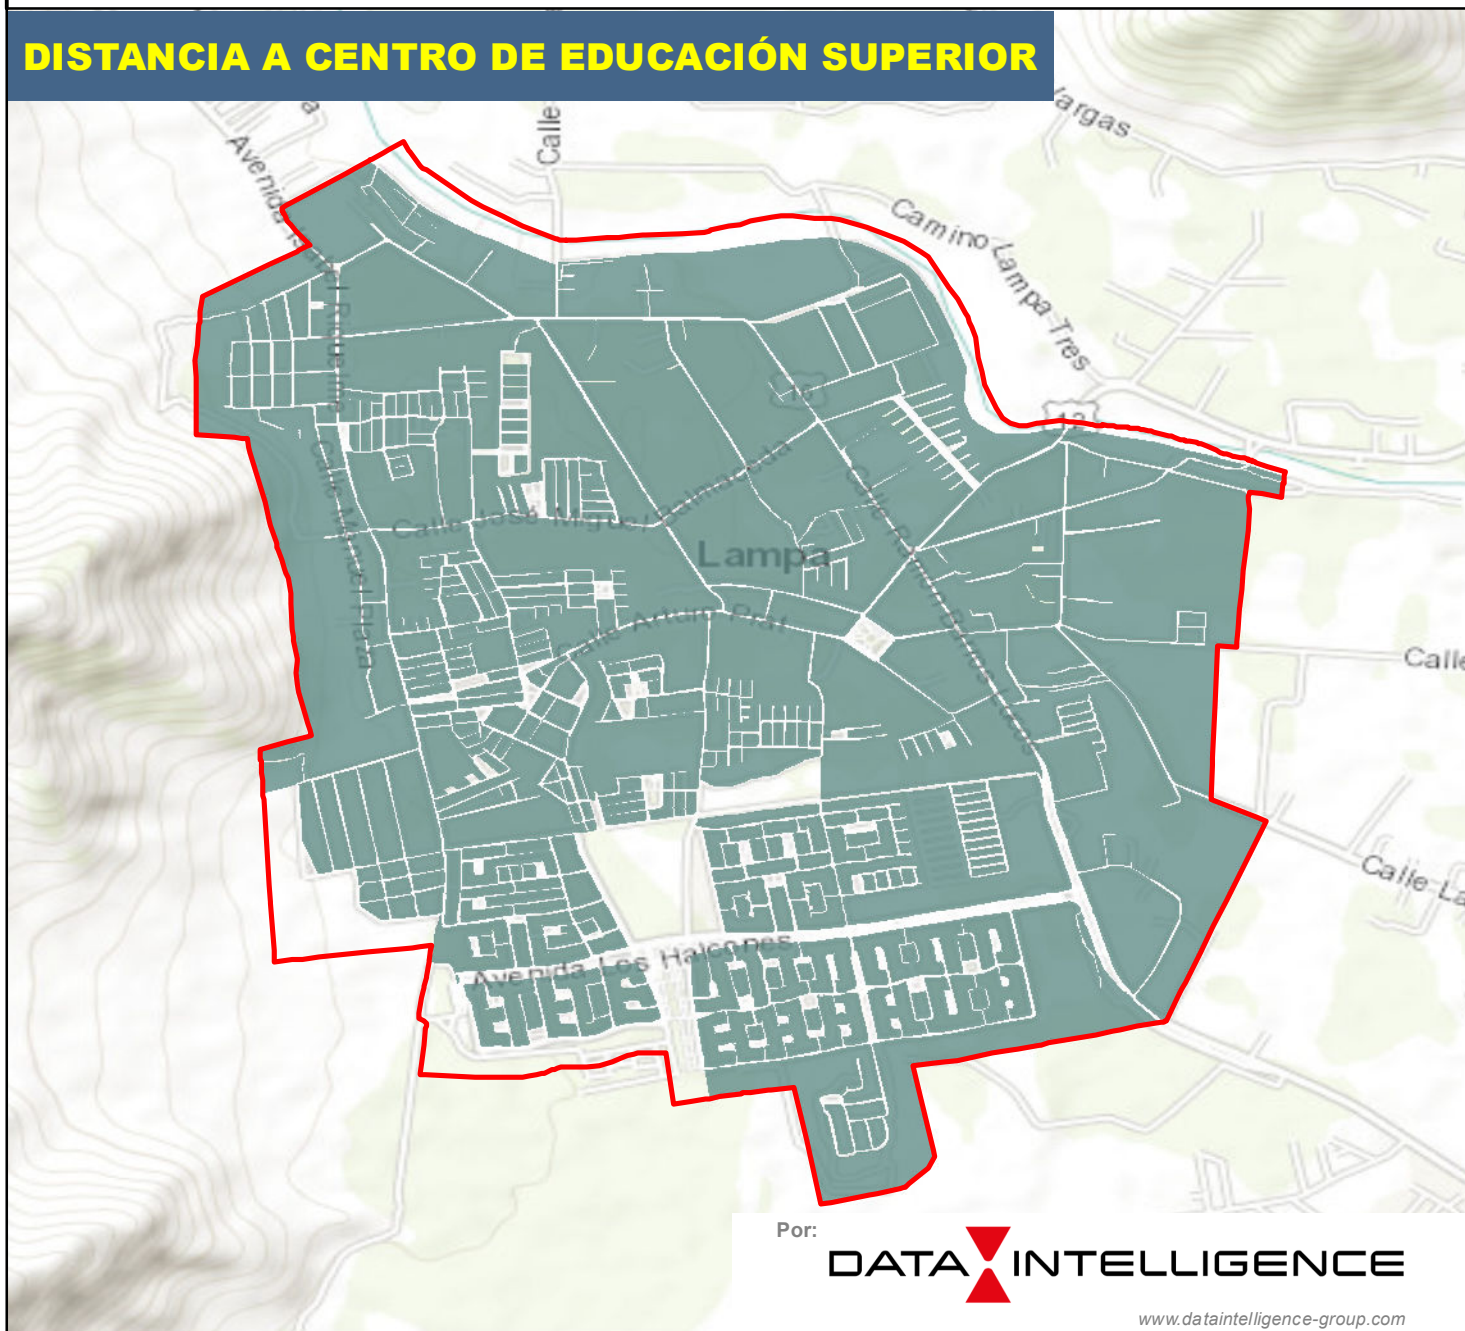 DISTANCIA A CENTRO DE EDUCACIÓN SUPERIOR
Calle
Vargas
Camino Lampa Tres
Calle José Miguel Balmaceda
Calle Manuel Plaza
Lampa
Calle Arturo Prat
Calle
Calle La
Avenida Los Halcones
Por:
DATA INTELLIGENCE
www.dataintelligence-group.com